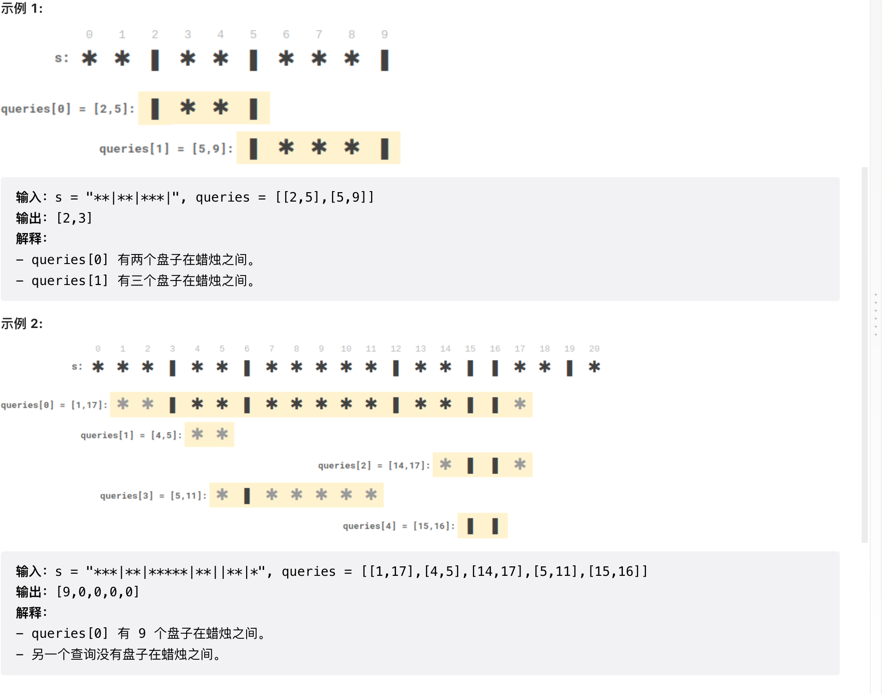 示例 1:
0 1 2 3 4 5 6 7 8 9
s: * * | * * | * * * |
queries[0] = [2,5]: | * * |
queries[1] = [5,9]: | * * * |
输入: s = "**|**|***|", queries = [[2,5],[5,9]]
输出: [2,3]
解释:
- queries[0] 有两个盘子在蜡烛之间。
- queries[1] 有三个盘子在蜡烛之间。
示例 2:
0 1 2 3 4 5 6 7 8 9 10 11 12 13 14 15 16 17 18 19 20
s: * * * | * * | * * * * * | * * | | * * | *
queries[0] = [1,17]: * * | * * | * * * * * | * * | | *
queries[1] = [4,5]: * *
queries[2] = [14,17]: * | | *
queries[3] = [5,11]: * | * * * * *
queries[4] = [15,16]: | |
输入: s = "***|**|*****|**||**|*", queries = [[1,17],[4,5],[14,17],[5,11],[15,16]]
输出: [9,0,0,0,0]
解释:
- queries[0] 有 9 个盘子在蜡烛之间。
- 另一个查询没有盘子在蜡烛之间。